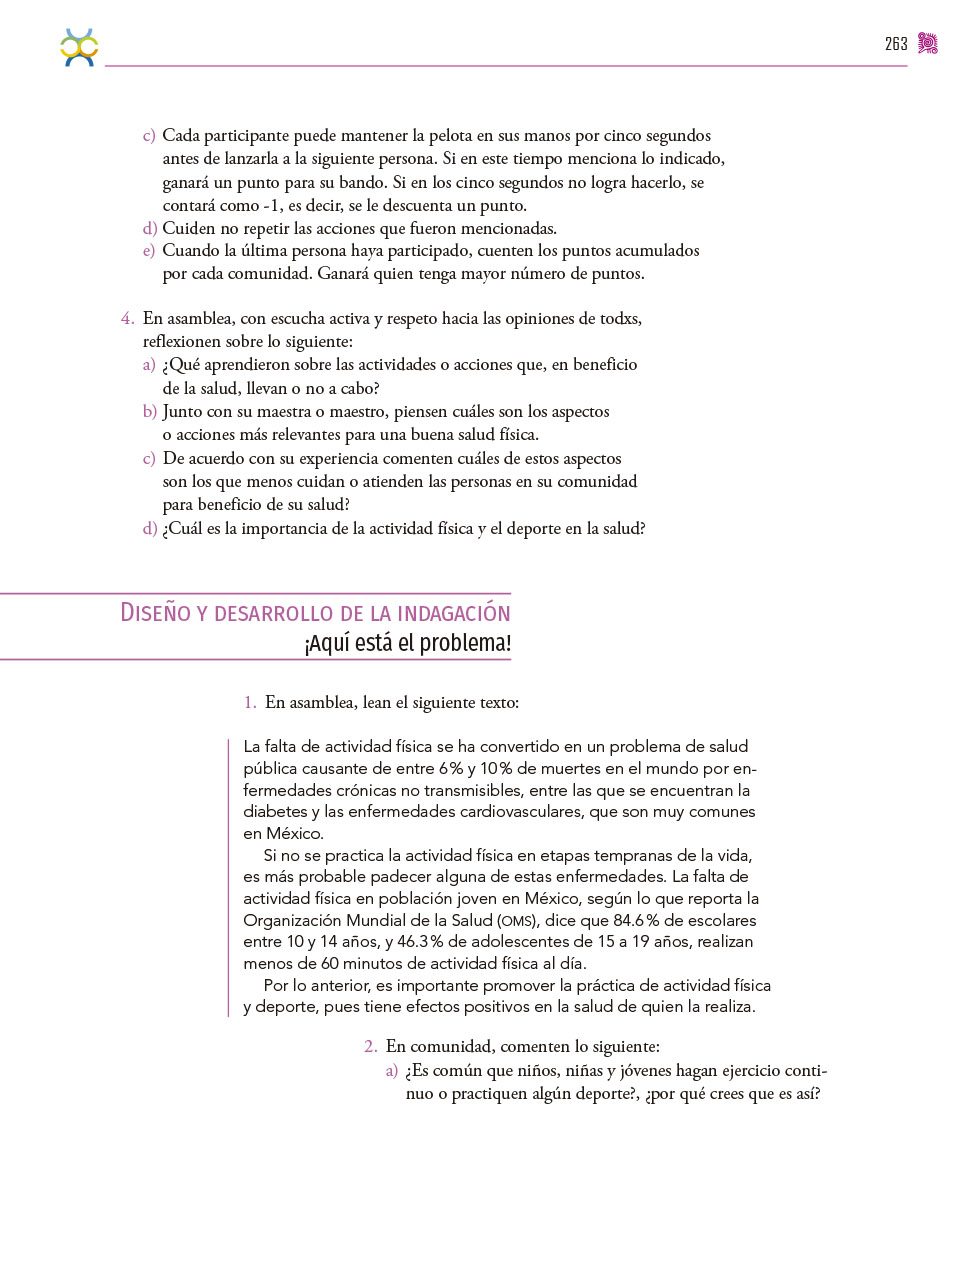 263
c) Cada participante puede mantener la pelota en sus manos por cinco segundos
antes de lanzarla a la siguiente persona. Si en este tiempo menciona lo indicado,
ganará un punto para su bando. Si en los cinco segundos no logra hacerlo, se
contará como -1, es decir, se le descuenta un punto.
d) Cuiden no repetir las acciones que fueron mencionadas.
e) Cuando la última persona haya participado, cuenten los puntos acumulados
por cada comunidad. Ganará quien tenga mayor número de puntos.
4. En asamblea, con escucha activa y respeto hacia las opiniones de todxs,
reflexionen sobre lo siguiente:
a) ¿Qué aprendieron sobre las actividades o acciones que, en beneficio
de la salud, llevan o no a cabo?
b) Junto con su maestra o maestro, piensen cuáles son los aspectos
o acciones más relevantes para una buena salud física.
c) De acuerdo con su experiencia comenten cuáles de estos aspectos
son los que menos cuidan o atienden las personas en su comunidad
para beneficio de su salud?
d) ¿Cuál es la importancia de la actividad física y el deporte en la salud?
Diseño y desarrollo de la indagación
¡Aquí está el problema!
1. En asamblea, lean el siguiente texto:
La falta de actividad física se ha convertido en un problema de salud
pública causante de entre 6% y 10% de muertes en el mundo por en-
fermedades crónicas no transmisibles, entre las que se encuentran la
diabetes y las enfermedades cardiovasculares, que son muy comunes
en México.
Si no se practica la actividad física en etapas tempranas de la vida,
es más probable padecer alguna de estas enfermedades. La falta de
actividad física en población joven en México, según lo que reporta la
Organización Mundial de la Salud (OMS), dice que 84.6% de escolares
entre 10 y 14 años, y 46.3% de adolescentes de 15 a 19 años, realizan
menos de 60 minutos de actividad física al día.
Por lo anterior, es importante promover la práctica de actividad física
y deporte, pues tiene efectos positivos en la salud de quien la realiza.
2. En comunidad, comenten lo siguiente:
a) ¿Es común que niños, niñas y jóvenes hagan ejercicio conti-
nuo o practiquen algún deporte?, ¿por qué crees que es así?